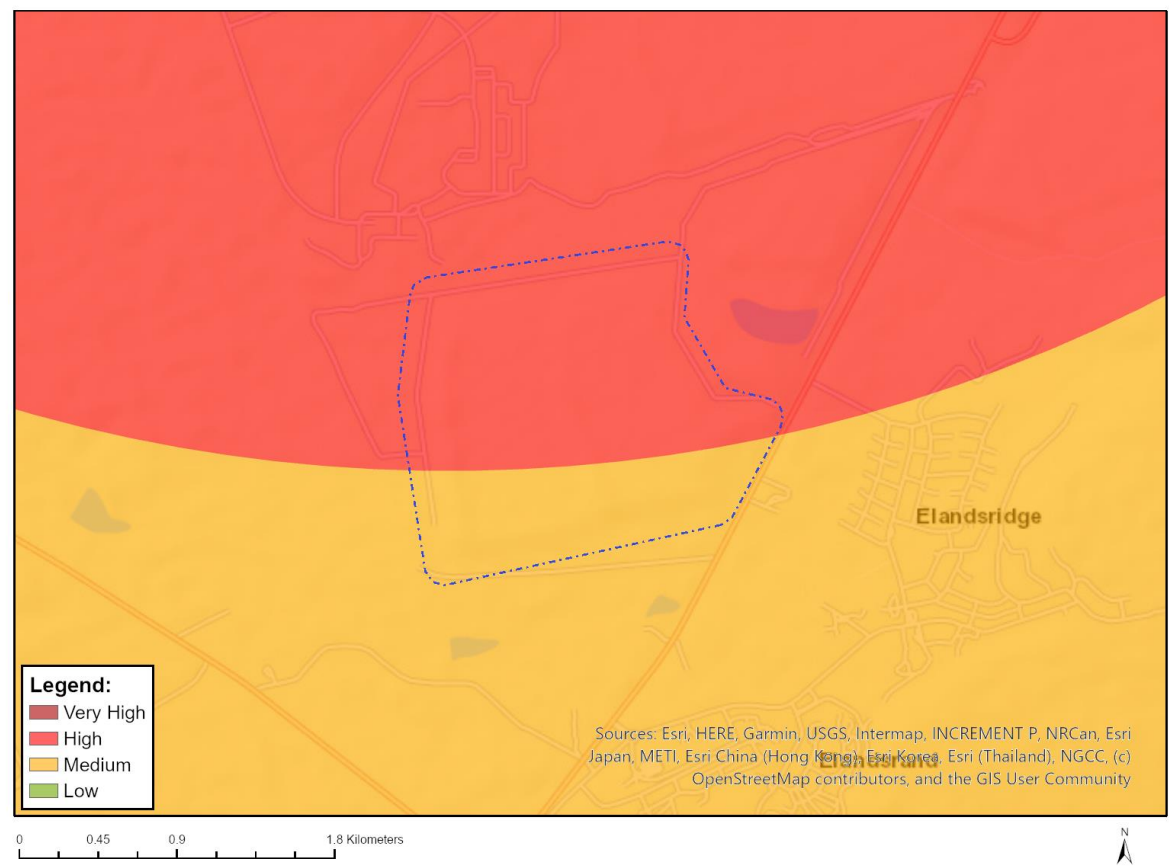 Elandsridge
Legend:
Very High
High
Medium
Low
Sources: Esri, HERE, Garmin, USGS, Intermap, INCREMENT P, NRCan, Esri
Japan, METI, Esri China (Hong Kong), Esri Korea, Esri (Thailand), NGCC, (c)
OpenStreetMap contributors, and the GIS User Community
Elandsrand
0 0.45 0.9 1.8 Kilometers
N